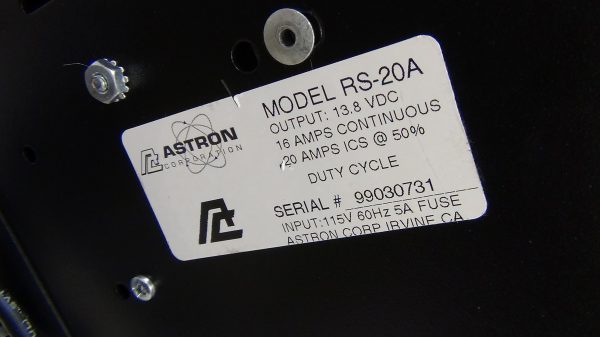 ASTRON
CORPORATION
MODEL RS-20A
OUTPUT: 13.8 VDC
16 AMPS CONTINUOUS
20 AMPS ICS @ 50%
DUTY CYCLE
SERIAL # 99030731
INPUT:115V 60Hz 5A FUSE
ASTRON CORP IRVINE CA